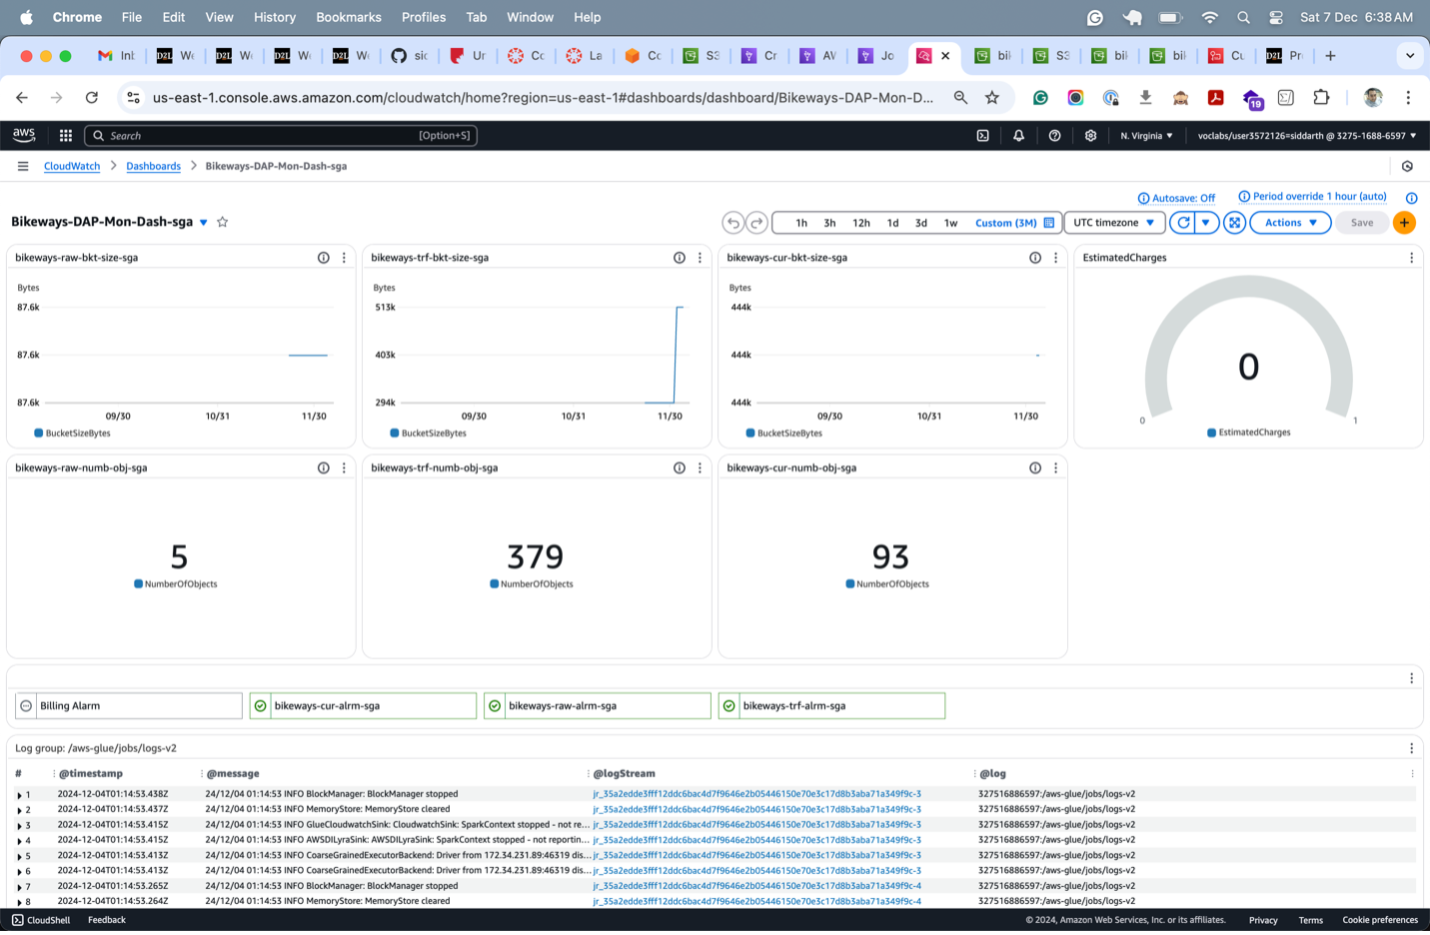 Chrome File Edit View History Bookmarks Profiles Tab Window Help Sat 7 Dec 6:38 AM
Inb D2L We D2L We D2L We D2L We sic Ur Co La Co S3 Cr AV Jo bil S3 bil bil Cu D2L Pr
us-east-1.console.aws.amazon.com/cloudwatch/home?region=us-east-1#dashboards/dashboard/Bikeways-DAP-Mon-D... 19
aws Search [Option+S] N. Virginia voclabs/user3572126=siddarth @ 3275-1688-6597
CloudWatch Dashboards Bikeways-DAP-Mon-Dash-sga
Autosave: Off Period override 1 hour (auto)
Bikeways-DAP-Mon-Dash-sga 1h 3h 12h 1d 3d 1w Custom (3M) UTC timezone Actions Save
bikeways-raw-bkt-size-sga
Bytes
87.6k
87.6k
87.6k
09/30 10/31 11/30
BucketSizeBytes
bikeways-trf-bkt-size-sga
Bytes
513k
403k
294k
09/30 10/31 11/30
BucketSizeBytes
bikeways-cur-bkt-size-sga
Bytes
444k
444k
444k
09/30 10/31 11/30
BucketSizeBytes
EstimatedCharges
0
0 1
EstimatedCharges
bikeways-raw-numb-obj-sga
5
NumberOfObjects
bikeways-trf-numb-obj-sga
379
NumberOfObjects
bikeways-cur-numb-obj-sga
93
NumberOfObjects
Billing Alarm bikeways-cur-alrm-sga bikeways-raw-alrm-sga bikeways-trf-alrm-sga
Log group: /aws-glue/jobs/logs-v2
# @timestamp @message @logStream @log
1 2024-12-04T01:14:53.438Z 24/12/04 01:14:53 INFO BlockManager: BlockManager stopped jr_35a2edde3fff12ddc6bac4d7f9646e2b05446150e70e3c17d8b3aba71a349f9c-3 327516886597:/aws-glue/jobs/logs-v2
2 2024-12-04T01:14:53.437Z 24/12/04 01:14:53 INFO MemoryStore: MemoryStore cleared jr_35a2edde3fff12ddc6bac4d7f9646e2b05446150e70e3c17d8b3aba71a349f9c-3 327516886597:/aws-glue/jobs/logs-v2
3 2024-12-04T01:14:53.415Z 24/12/04 01:14:53 INFO GlueCloudwatchSink: CloudwatchSink: SparkContext stopped - not re... jr_35a2edde3fff12ddc6bac4d7f9646e2b05446150e70e3c17d8b3aba71a349f9c-3 327516886597:/aws-glue/jobs/logs-v2
4 2024-12-04T01:14:53.415Z 24/12/04 01:14:53 INFO AWSDILyraSink: AWSDILyraSink: SparkContext stopped - not reportin... jr_35a2edde3fff12ddc6bac4d7f9646e2b05446150e70e3c17d8b3aba71a349f9c-3 327516886597:/aws-glue/jobs/logs-v2
5 2024-12-04T01:14:53.413Z 24/12/04 01:14:53 INFO CoarseGrainedExecutorBackend: Driver from 172.34.231.89:46319 dis... jr_35a2edde3fff12ddc6bac4d7f9646e2b05446150e70e3c17d8b3aba71a349f9c-3 327516886597:/aws-glue/jobs/logs-v2
6 2024-12-04T01:14:53.413Z 24/12/04 01:14:53 INFO CoarseGrainedExecutorBackend: Driver from 172.34.231.89:46319 dis... jr_35a2edde3fff12ddc6bac4d7f9646e2b05446150e70e3c17d8b3aba71a349f9c-3 327516886597:/aws-glue/jobs/logs-v2
7 2024-12-04T01:14:53.265Z 24/12/04 01:14:53 INFO BlockManager: BlockManager stopped jr_35a2edde3fff12ddc6bac4d7f9646e2b05446150e70e3c17d8b3aba71a349f9c-4 327516886597:/aws-glue/jobs/logs-v2
8 2024-12-04T01:14:53.264Z 24/12/04 01:14:53 INFO MemoryStore: MemoryStore cleared jr_35a2edde3fff12ddc6bac4d7f9646e2b05446150e70e3c17d8b3aba71a349f9c-4 327516886597:/aws-glue/jobs/logs-v2
CloudShell Feedback © 2024, Amazon Web Services, Inc. or its affiliates. Privacy Terms Cookie preferences